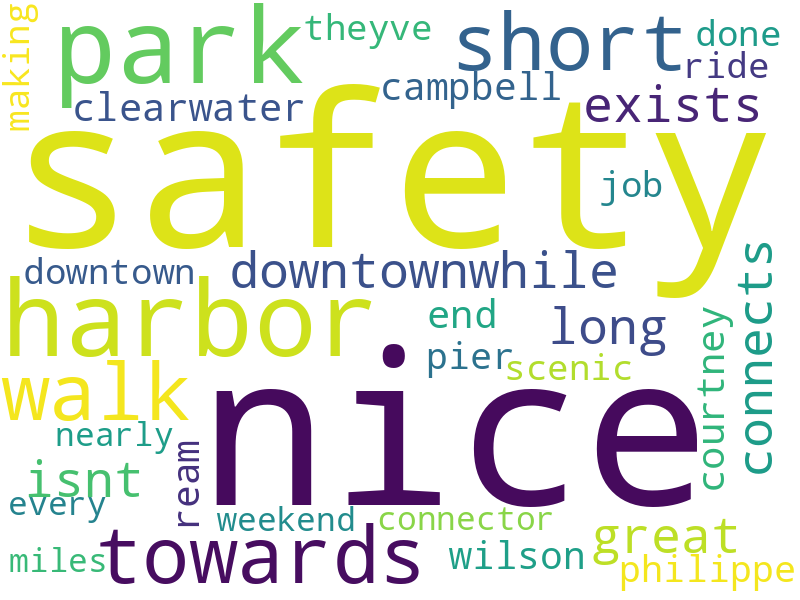 making
park
theyve
short
done
ride
clearwater
campbell
exists
safety
job
downtown
downtownwhile
connects
harbor
end
long
courtney
walk
nice
pier
scenic
nearly
isnt
ream
every
weekend
connector
great
miles
towards
wilson
philippe